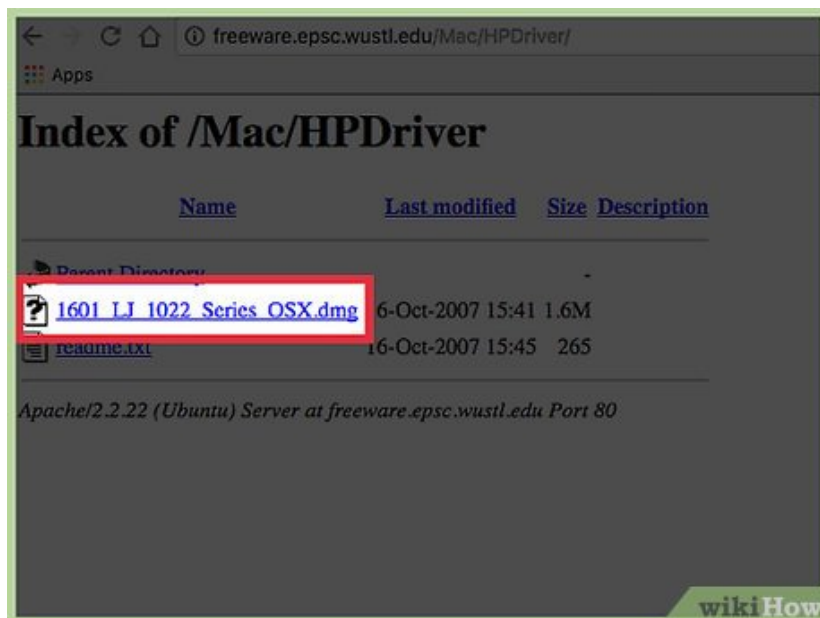 freeware.epsc.wustl.edu/Mac/HPDriver/
Apps
Index of /Mac/HPDriver
Name Last modified Size Description
Parent Directory -
1601_LJ_1022_Series_OSX.dmg 6-Oct-2007 15:41 1.6M
readme.txt 16-Oct-2007 15:45 265
Apache/2.2.22 (Ubuntu) Server at freeware.epsc.wustl.edu Port 80
wikiHow